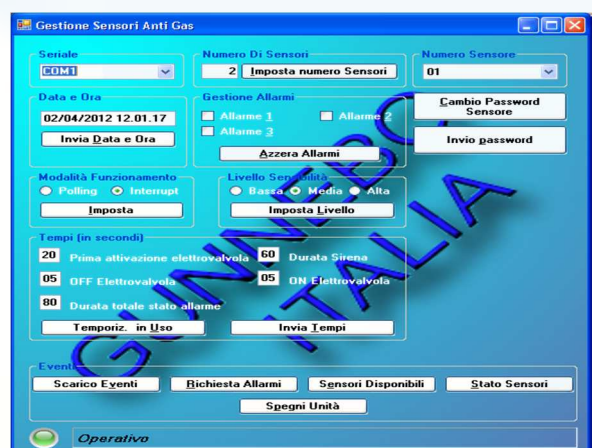 Gestione Sensori Anti Gas
Seriale
COM1
Numero Di Sensori
2 Imposta numero Sensori
Numero Sensore
01
Data e Ora
02/04/2012 12.01.17
Invia Data e Ora
Gestione Allarmi
Allarme 1 Allarme 2
Allarme 3
Azzera Allarmi
Cambio Password
Sensore
Invio password
Modalità Funzionamento
Polling Interrupt
Imposta
Livello Sensibilità
Bassa Media Alta
Imposta Livello
Tempi (in secondi)
20 Prima attivazione elettrovalvola 60 Durata Sirena
05 OFF Elettrovalvola 05 ON Elettrovalvola
80 Durata totale stato allarme
Temporiz. in Uso Invia Tempi
GUNNEBO
ITALIA
Eventi
Scarico Eventi Richiesta Allarmi Sensori Disponibili Stato Sensori
Spegni Unità
Operativo